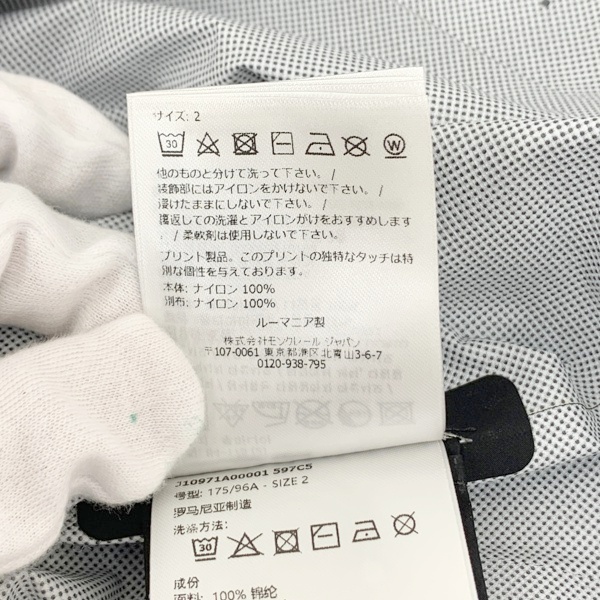 サイズ: 2
30
W
他のものと分けて洗って下さい。 /
装飾部にはアイロンをかけないで下さい。 /
浸けたままにしないで下さい。 /
裏返しての洗濯とアイロンがけをおすすめします
。 / 柔軟剤は使用しないで下さい。
プリント製品。このプリントの独特なタッチは特
別な個性を与えております。
本体: ナイロン 100%
別布: ナイロン 100%
ルーマニア製
株式会社モンクレール ジャパン
〒107-0061 東京都港区北青山 3-6-7
0120-938-795
J10971A00001 597C5
号型: 175/96A - SIZE 2
罗马尼亚制造
洗涤方法:
30
成份
面料: 100% 锦纶